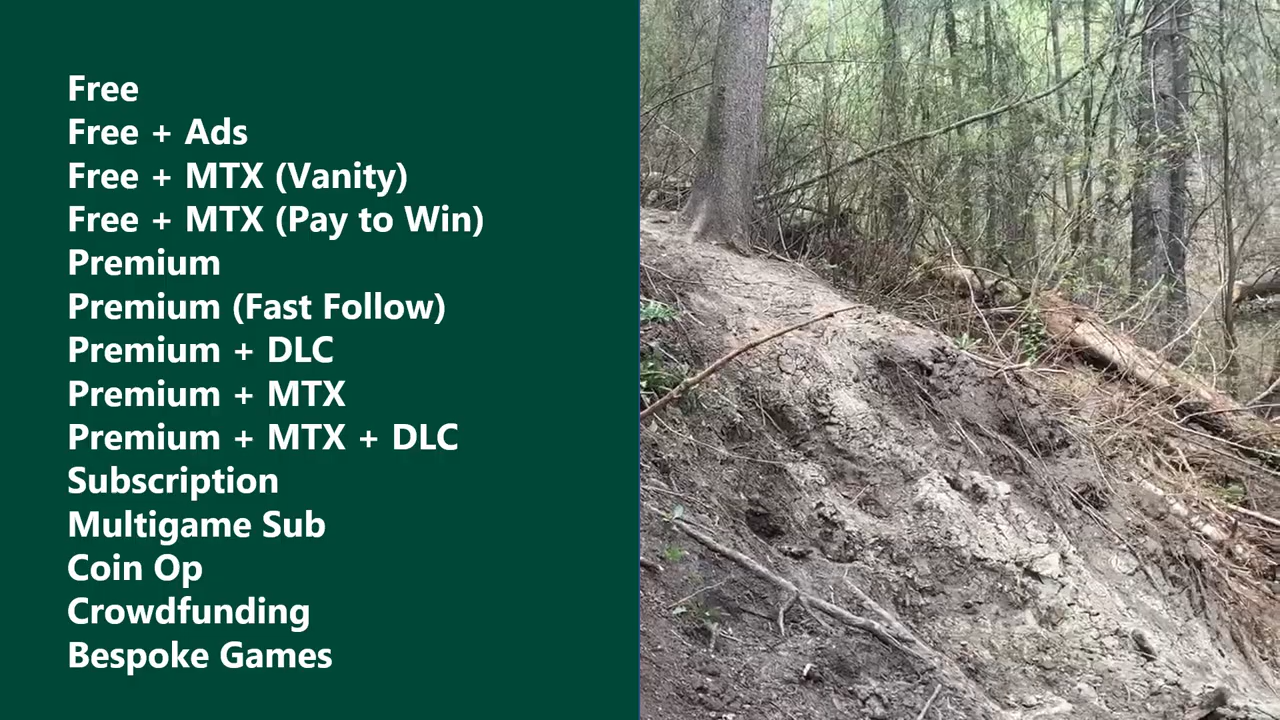 Free
Free + Ads
Free + MTX (Vanity)
Free + MTX (Pay to Win)
Premium
Premium (Fast Follow)
Premium + DLC
Premium + MTX
Premium + MTX + DLC
Subscription
Multigame Sub
Coin Op
Crowdfunding
Bespoke Games